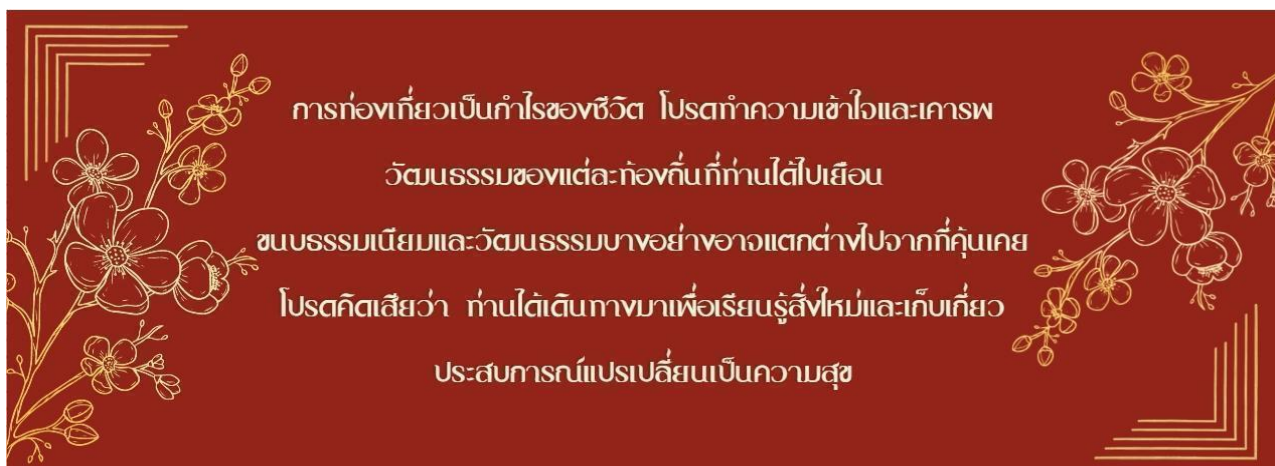 การท่องเที่ยวเป็นกำไรของชีวิต โปรดทำความเข้าใจและเคารพ
วัฒนธรรมของแต่ละท้องถิ่นที่ท่านได้ไปเยือน
ขนบธรรมเนียมและวัฒนธรรมบางอย่างอาจแตกต่างไปจากที่คุ้นเคย
โปรดคิดเสียว่า ท่านได้เดินทางมาเพื่อเรียนรู้สิ่งใหม่และเก็บเกี่ยว
ประสบการณ์แปรเปลี่ยนเป็นความสุข